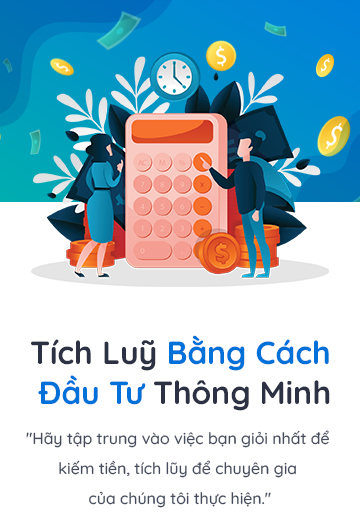 Tích Luỹ Bằng Cách
Đầu Tư Thông Minh
"Hãy tập trung vào việc bạn giỏi nhất để
kiếm tiền, tích lũy để chuyên gia
của chúng tôi thực hiện."